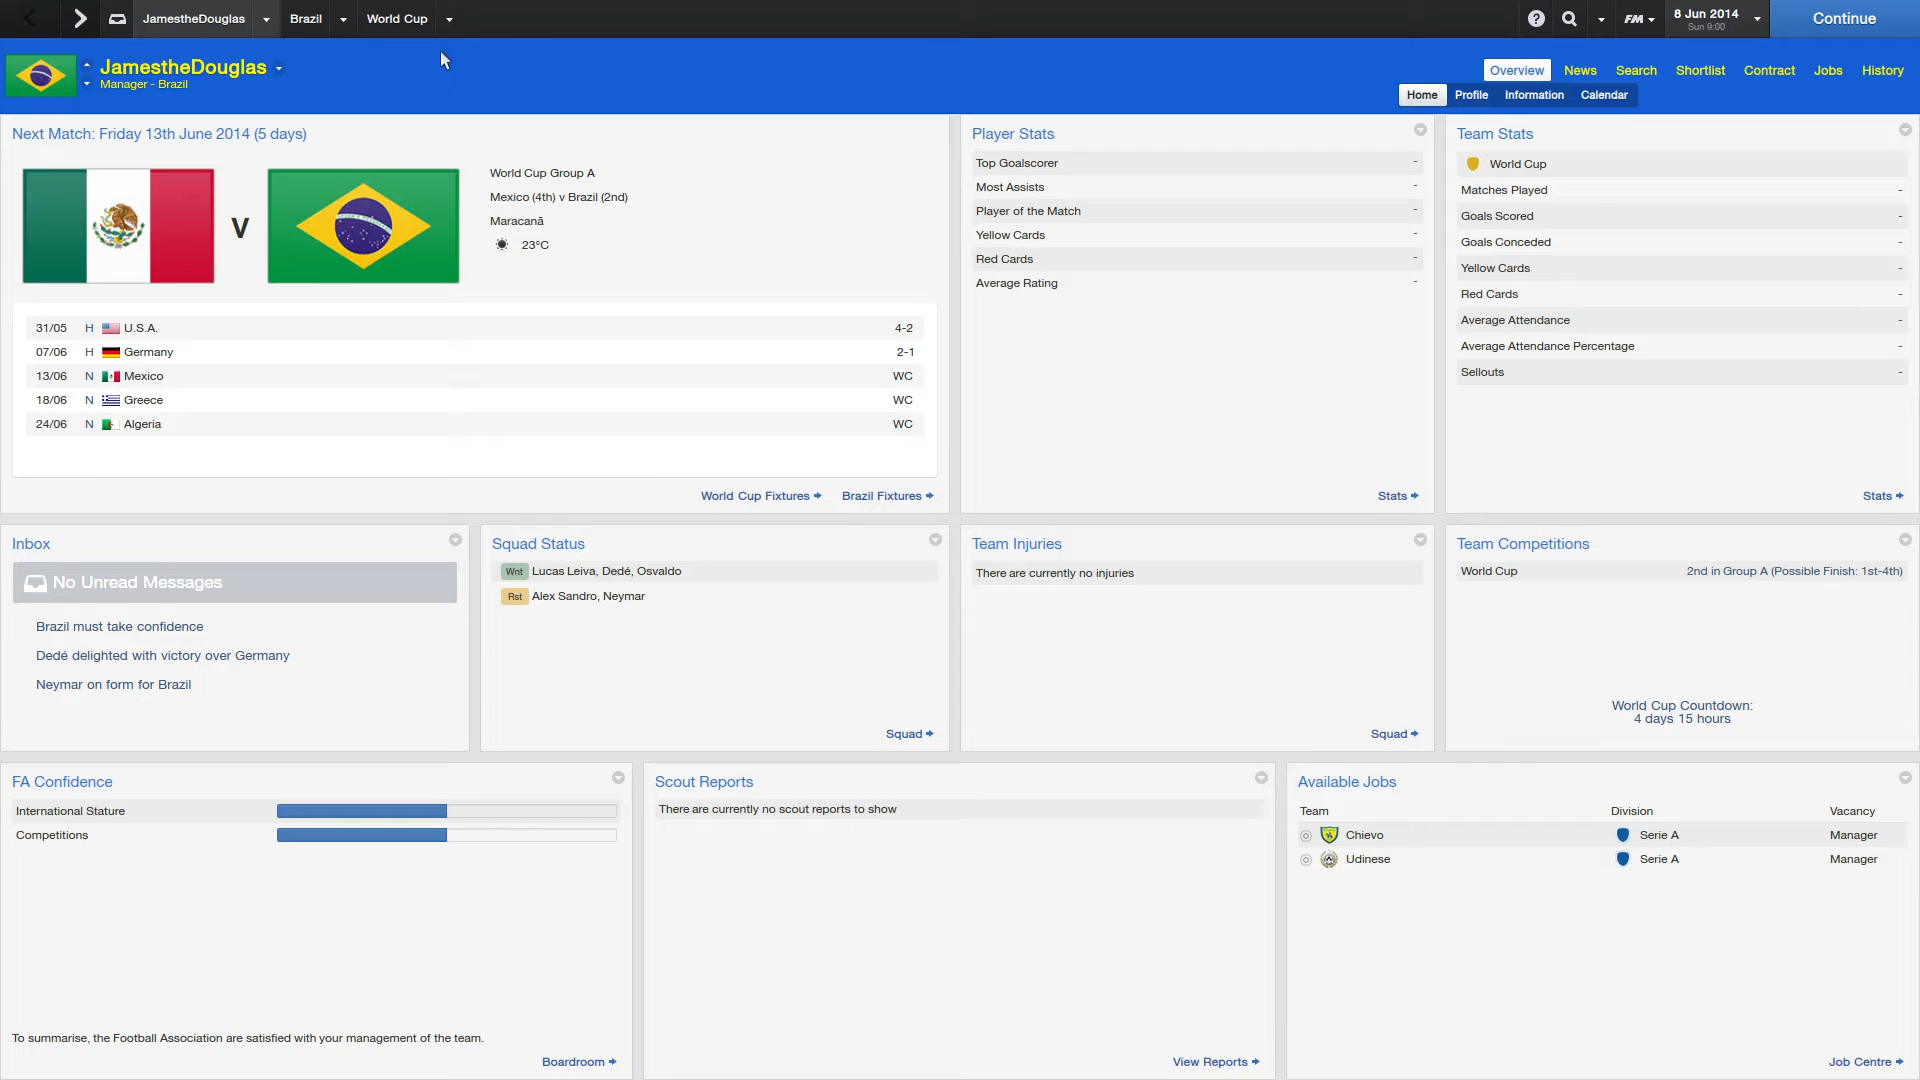 JamestheDouglas
Brazil
World Cup
?
FM
8 Jun 2014
Sun 9:00
Continue
JamestheDouglas
Manager - Brazil
Overview News Search Shortlist Contract Jobs History
Home Profile Information Calendar
Next Match: Friday 13th June 2014 (5 days)
V
World Cup Group A
Mexico (4th) v Brazil (2nd)
Maracanã
23°C
31/05 H U.S.A. 4-2
07/06 H Germany 2-1
13/06 N Mexico WC
18/06 N Greece WC
24/06 N Algeria WC
World Cup Fixtures Brazil Fixtures
Player Stats
Top Goalscorer -
Most Assists -
Player of the Match -
Yellow Cards -
Red Cards -
Average Rating -
Stats
Team Stats
World Cup
Matches Played -
Goals Scored -
Goals Conceded -
Yellow Cards -
Red Cards -
Average Attendance -
Average Attendance Percentage -
Sellouts -
Stats
Inbox
No Unread Messages
Brazil must take confidence
Dedé delighted with victory over Germany
Neymar on form for Brazil
Squad Status
Wnt Lucas Leiva, Dedé, Osvaldo
Rst Alex Sandro, Neymar
Squad
Team Injuries
There are currently no injuries
Squad
Team Competitions
World Cup 2nd in Group A (Possible Finish: 1st-4th)
World Cup Countdown:
4 days 15 hours
FA Confidence
International Stature
Competitions
To summarise, the Football Association are satisfied with your management of the team.
Boardroom
Scout Reports
There are currently no scout reports to show
View Reports
Available Jobs
Team Division Vacancy
Chievo Serie A Manager
Udinese Serie A Manager
Job Centre